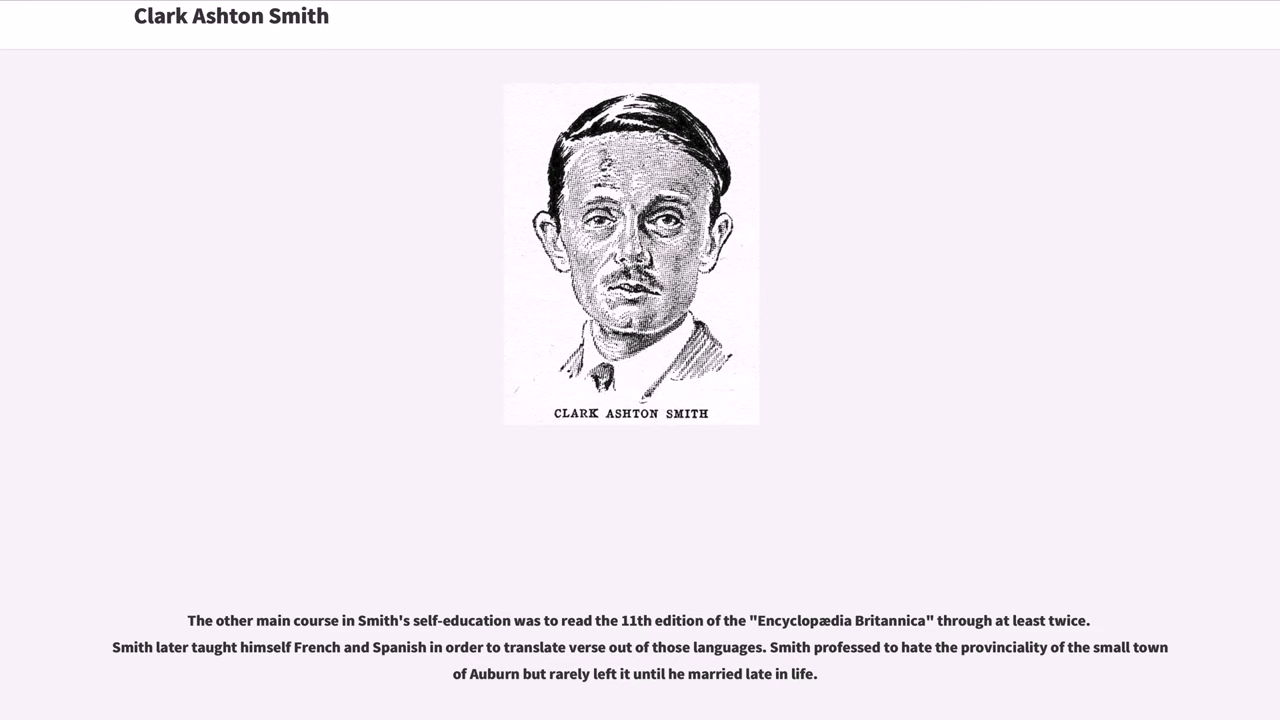 Clark Ashton Smith
CLARK ASHTON SMITH
The other main course in Smith's self-education was to read the 11th edition of the "Encyclopædia Britannica" through at least twice.
Smith later taught himself French and Spanish in order to translate verse out of those languages. Smith professed to hate the provinciality of the small town
of Auburn but rarely left it until he married late in life.